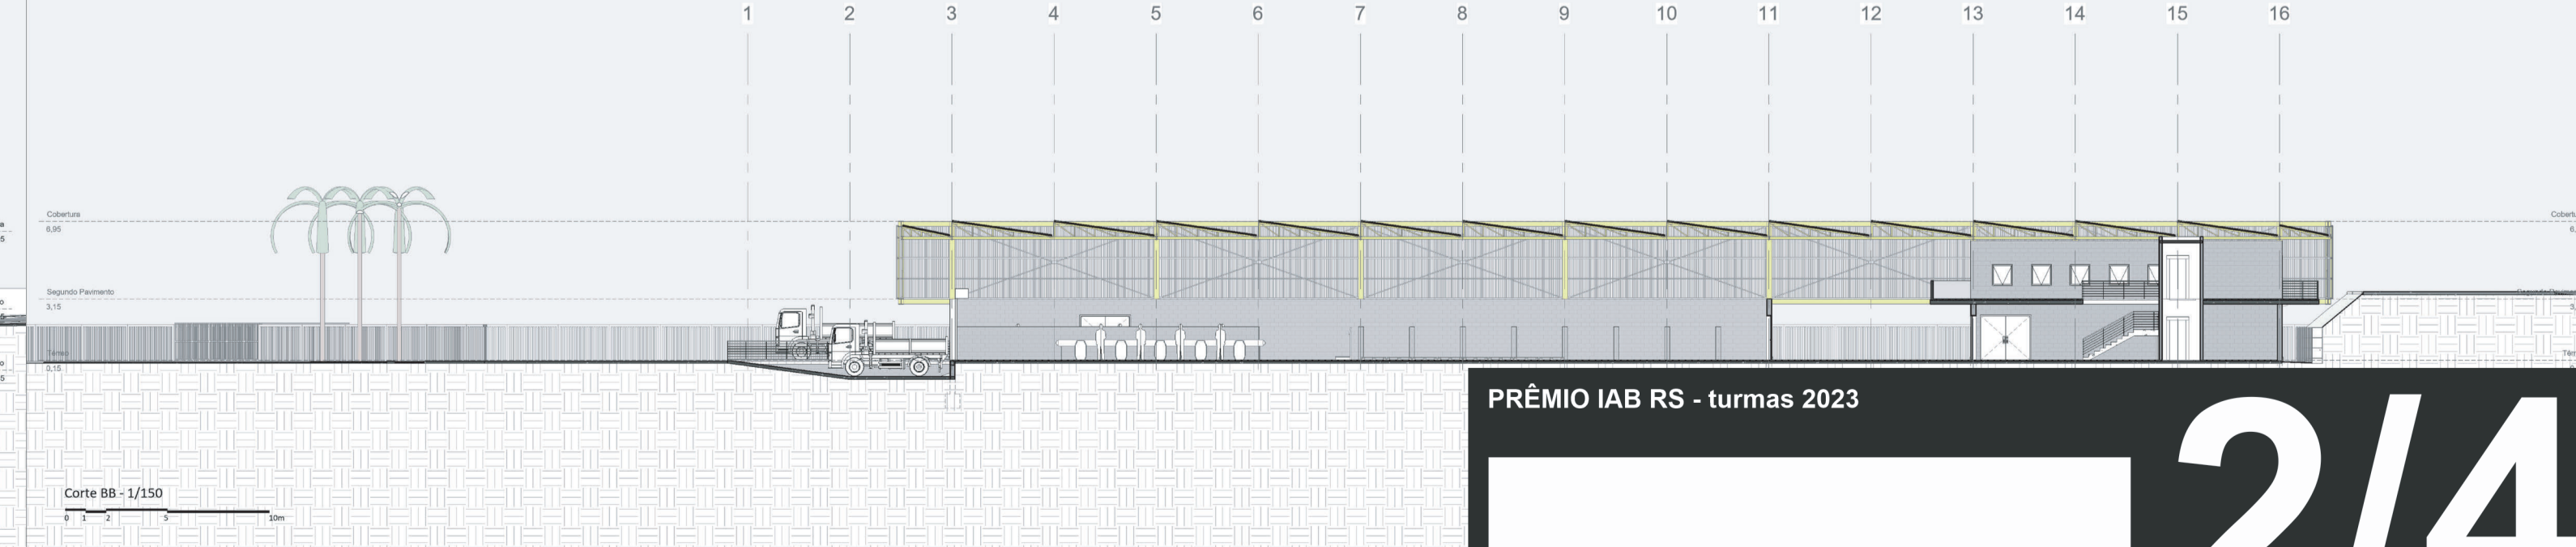 1 2 3 4 5 6 7 8 9 10 11 12 13 14 15 16
Cobertura
6,95
Segundo Pavimento
3,15
Térreo
0,15
PRÊMIO IAB RS - turmas 2023
2/4
Corte BB - 1/150
0 1 2 5 10m